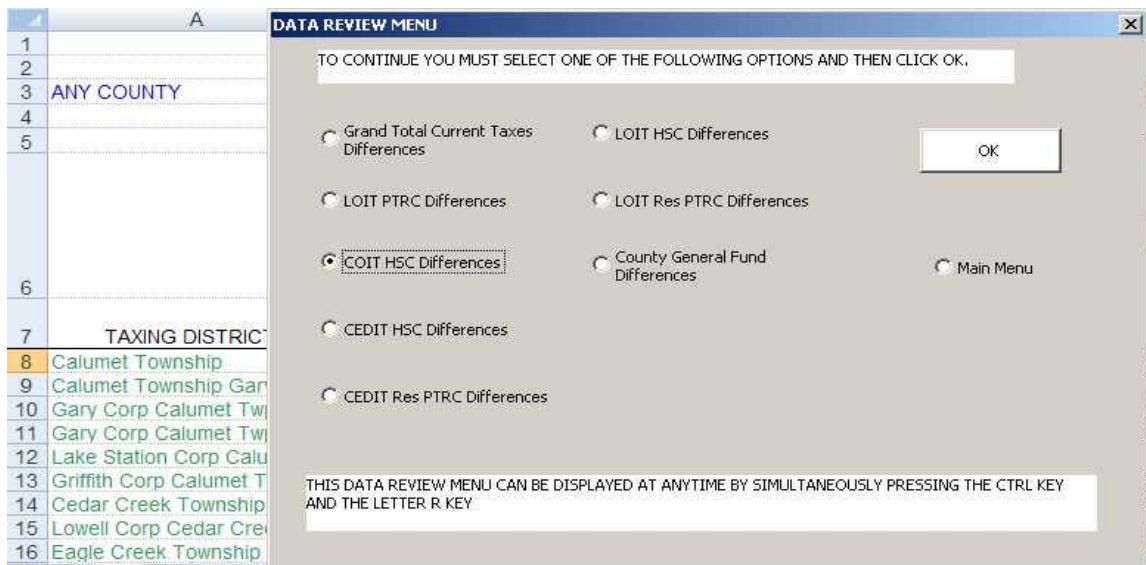 A
DATA REVIEW MENU
1
2
3 ANY COUNTY
4
5
6
7 TAXING DISTRICT
8 Calumet Township
9 Calumet Township Gary
10 Gary Corp Calumet
11 Gary Corp Calumet
12 Lake Station Corp
13 Griffith Corp Calumet
14 Cedar Creek Township
15 Lowell Corp Cedar
16 Eagle Creek Township
TO CONTINUE YOU MUST SELECT ONE OF THE FOLLOWING OPTIONS AND THEN CLICK OK.
Grand Total Current Taxes
Differences
LOIT PTRC Differences
COIT HSC Differences
CEDIT HSC Differences
CEDIT Res PTRC Differences
LOIT HSC Differences
LOIT Res PTRC Differences
County General Fund
Differences
OK
Main Menu
THIS DATA REVIEW MENU CAN BE DISPLAYED AT ANYTIME BY SIMULTANEOUSLY PRESSING THE CTRL KEY
AND THE LETTER R KEY